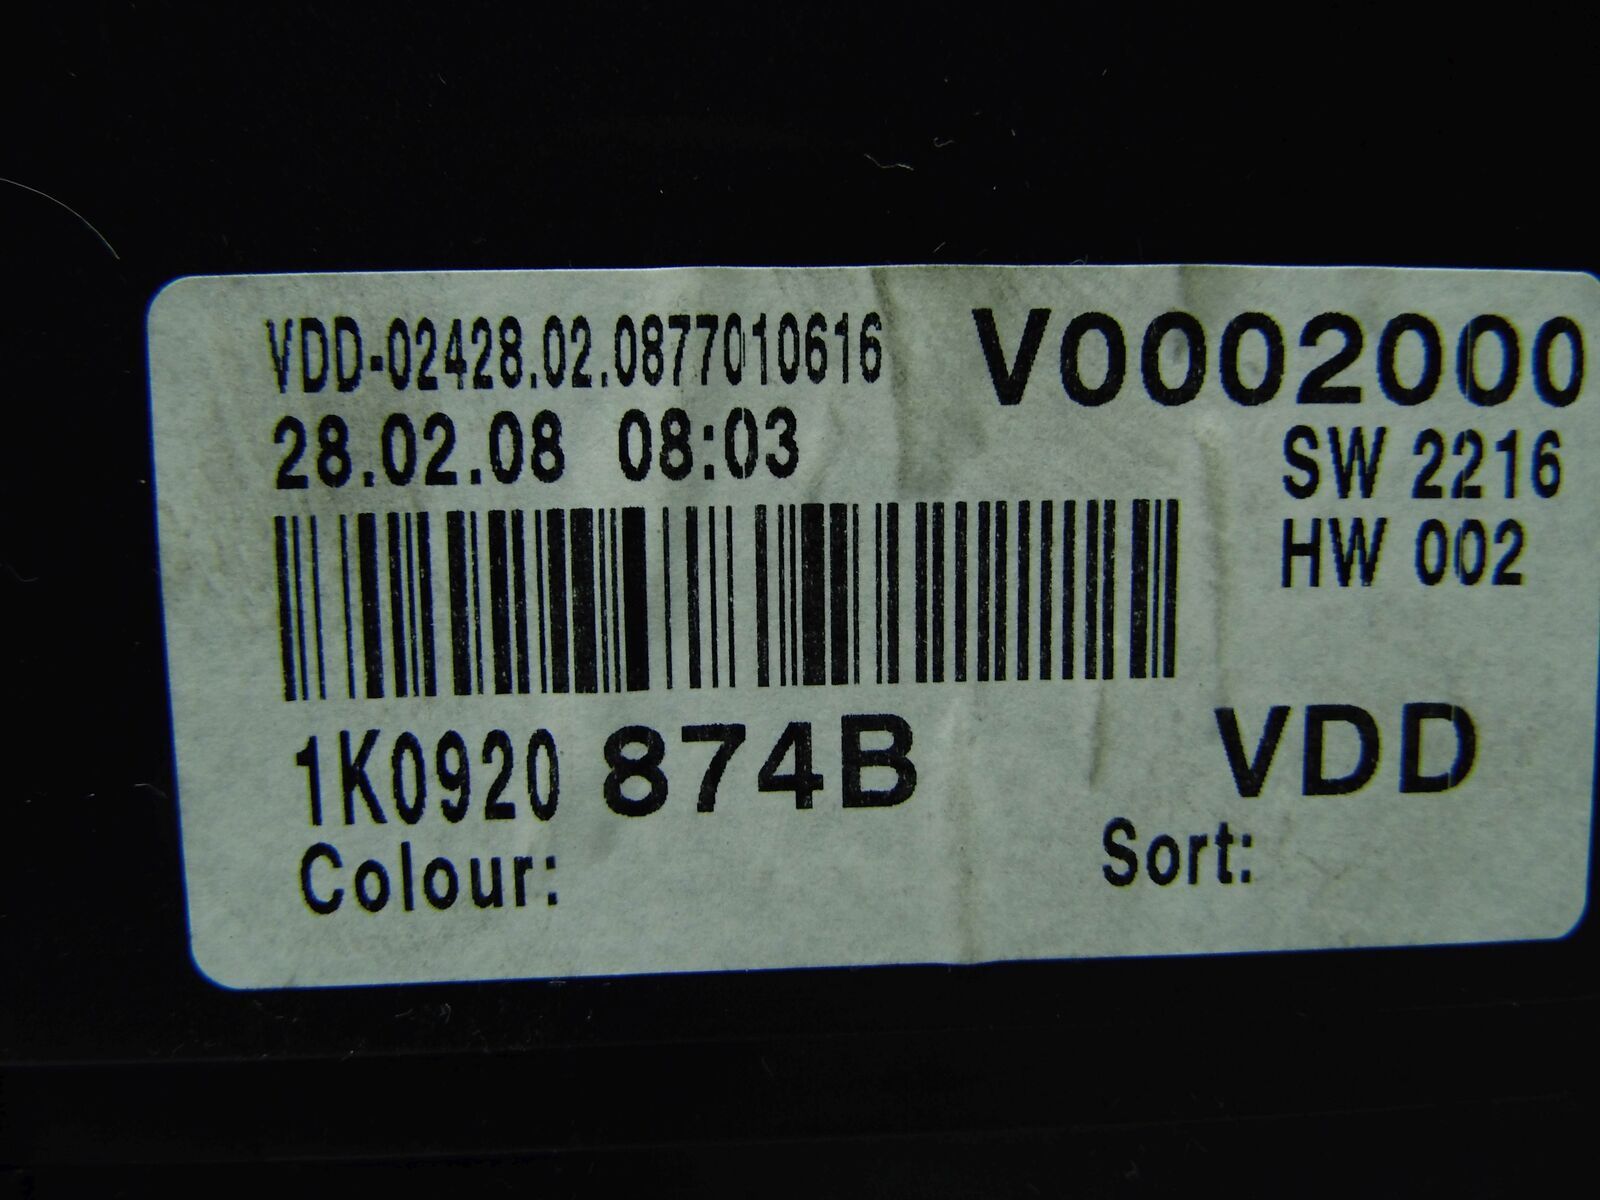 VDD-02428.02.0877010616 V0002000
28.02.08 08:03 SW 2216
HW 002
1K0920 874B VDD
Colour: Sort: